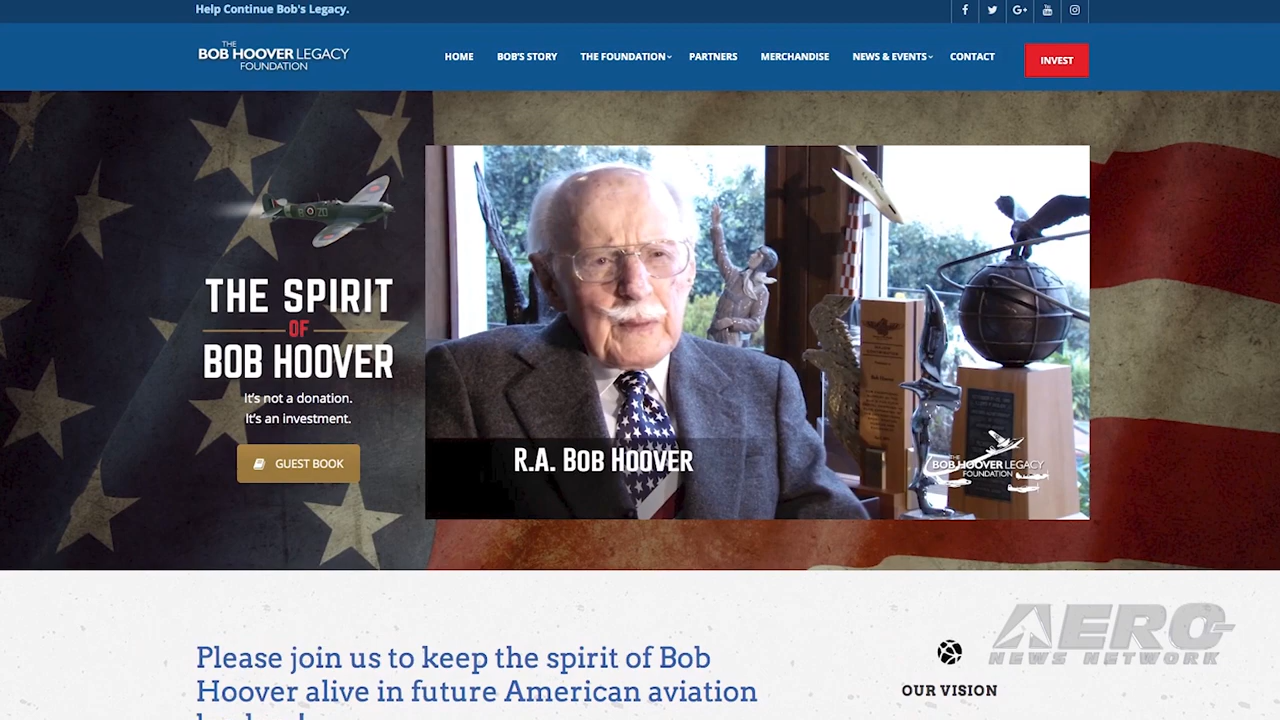 Help Continue Bob's Legacy.
THE
BOB HOOVER LEGACY
FOUNDATION
HOME
BOB'S STORY
THE FOUNDATION
PARTNERS
MERCHANDISE
NEWS & EVENTS
CONTACT
INVEST
THE SPIRIT
OF
BOB HOOVER
It's not a donation.
It's an investment.
GUEST BOOK
R.A. BOB HOOVER
THE
BOB HOOVER LEGACY
FOUNDATION
Please join us to keep the spirit of Bob
Hoover alive in future American aviation
OUR VISION
AERO
NEWS NETWORK